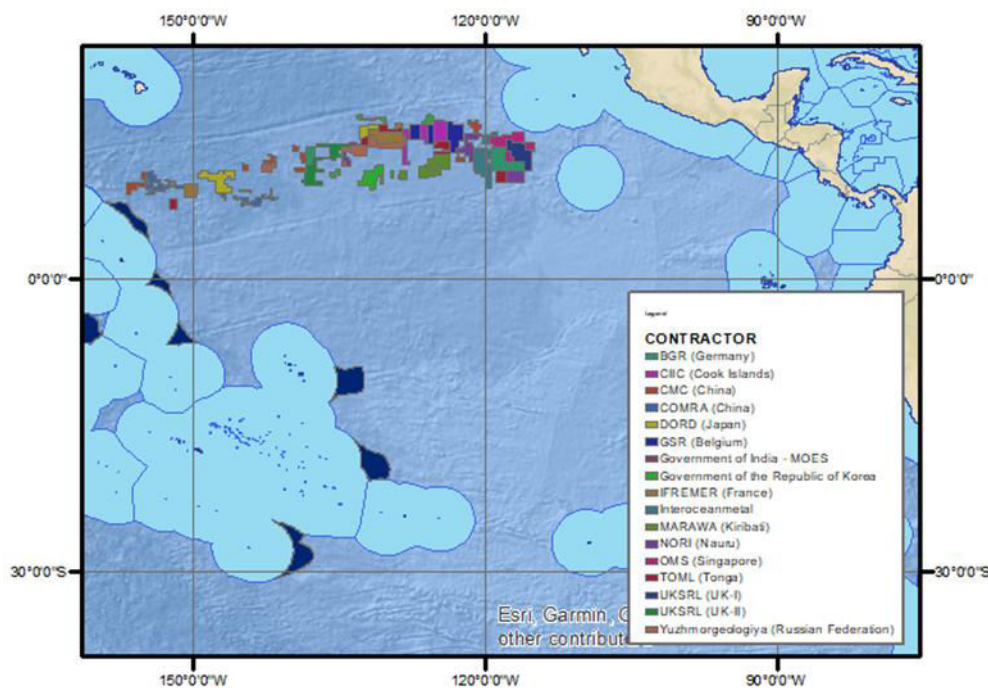 150°0'0"W 120°0'0"W 90°0'0"W
0°0'0" 0°0'0"
Legend
CONTRACTOR
BGR (Germany)
CIIC (Cook Islands)
CMC (China)
COMRA (China)
DORD (Japan)
GSR (Belgium)
Government of India - MOES
Government of the Republic of Korea
IFREMER (France)
Interoceanmetal
MARAWA (Kiribati)
NORI (Nauru)
OMS (Singapore)
TOML (Tonga)
UKSRL (UK-I)
UKSRL (UK-II)
Yuzhmorgeologiya (Russian Federation)
30°0'0"S 30°0'0"S
Esri, Garmin,
other
150°0'0"W 120°0'0"W 90°0'0"W